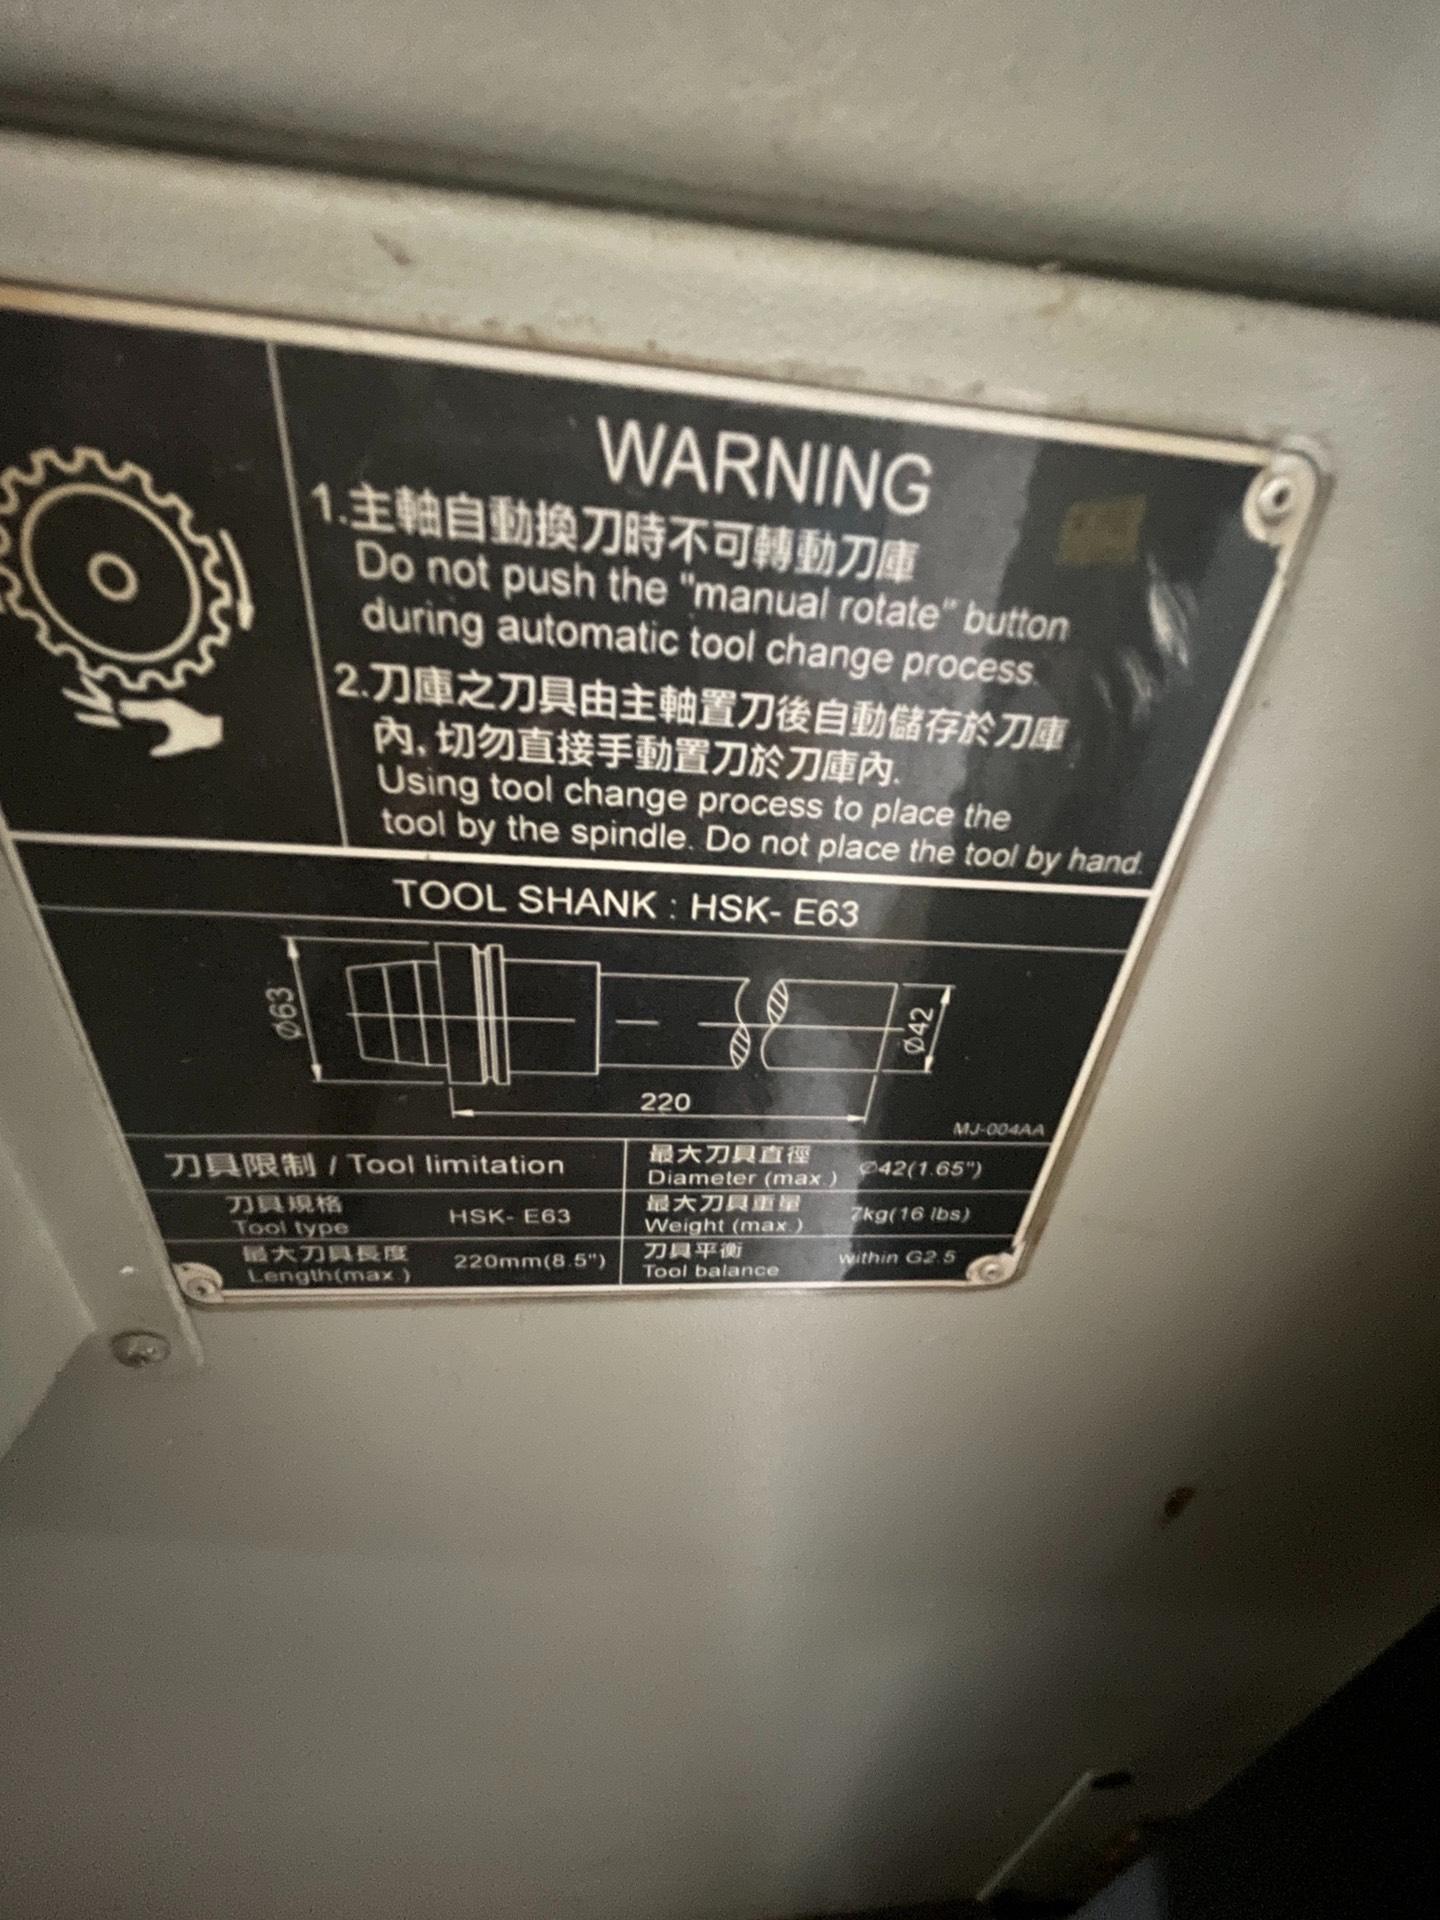 WARNING
1.主軸自動換刀時不可轉動刀庫
Do not push the "manual rotate" button
during automatic tool change process.
2.刀庫之刀具由主軸置刀後自動儲存於刀庫
內,切勿直接手動置刀於刀庫內.
Using tool change process to place the
tool by the spindle. Do not place the tool by hand.
TOOL SHANK : HSK- E63
Ø63
Ø42
220
MJ-004AA
刀具限制 / Tool limitation
最大刀具直徑
Diameter (max.)
Ø42(1.65")
刀具規格
Tool type
HSK- E63
最大刀具重量
Weight (max.)
7kg(16 lbs)
最大刀具長度
Length(max.)
220mm(8.5")
刀具平衡
Tool balance
within G2.5